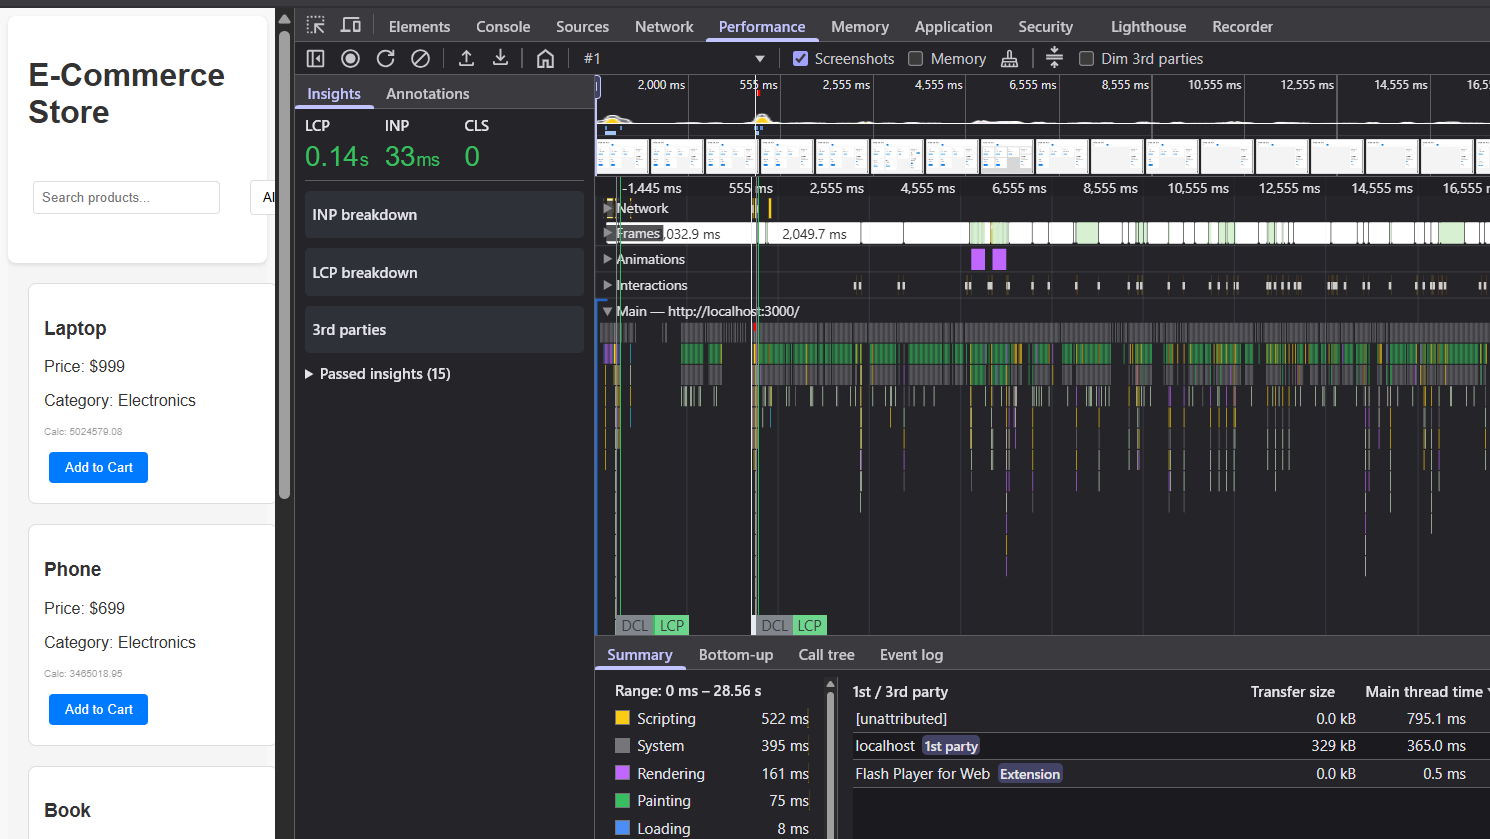 E-Commerce
Store
Search products...
Al
Laptop
Price: $999
Category: Electronics
Calc: 5024579.08
Add to Cart
Phone
Price: $699
Category: Electronics
Calc: 3465018.95
Add to Cart
Book
Elements Console Sources Network Performance Memory Application Security Lighthouse Recorder
#1 Screenshots Memory Dim 3rd parties
Insights Annotations
LCP INP CLS
0.14s 33ms 0
INP breakdown
LCP breakdown
3rd parties
Passed insights (15)
2,000 ms 555 ms 2,555 ms 4,555 ms 6,555 ms 8,555 ms 10,555 ms 12,555 ms 14,555 ms 16,5
-1,445 ms 555 ms 2,555 ms 4,555 ms 6,555 ms 8,555 ms 10,555 ms 12,555 ms 14,555 ms 16,555 m
Network
Frames ,032.9 ms 2,049.7 ms
Animations
Interactions
Main — http://localhost:3000/
DCL LCP DCL LCP
Summary Bottom-up Call tree Event log
Range: 0 ms – 28.56 s
Scripting 522 ms
System 395 ms
Rendering 161 ms
Painting 75 ms
Loading 8 ms
1st / 3rd party Transfer size Main thread time
[unattributed] 0.0 kB 795.1 ms
localhost 1st party 329 kB 365.0 ms
Flash Player for Web Extension 0.0 kB 0.5 ms